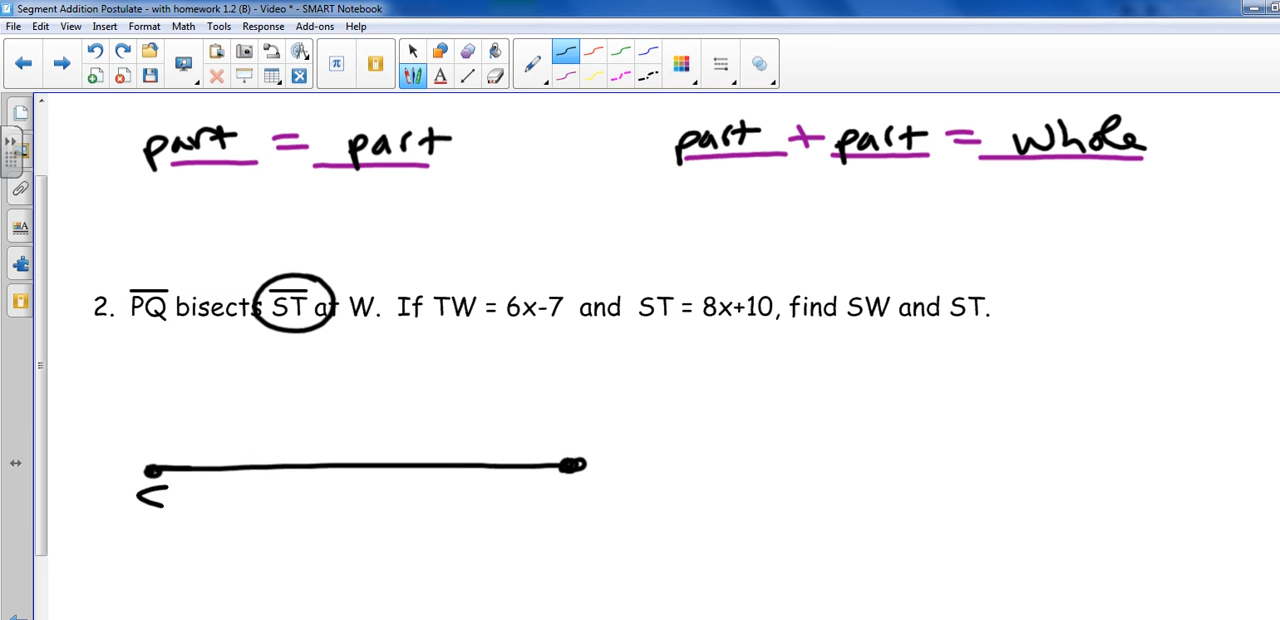 Segment Addition Postulate - with homework 1.2 (B) - Video * - SMART Notebook
File Edit View Insert Format Math Tools Response Add-ons Help
part = part part + part = whole
2. PQ bisects ST at W. If TW = 6x-7 and ST = 8x+10, find SW and ST.